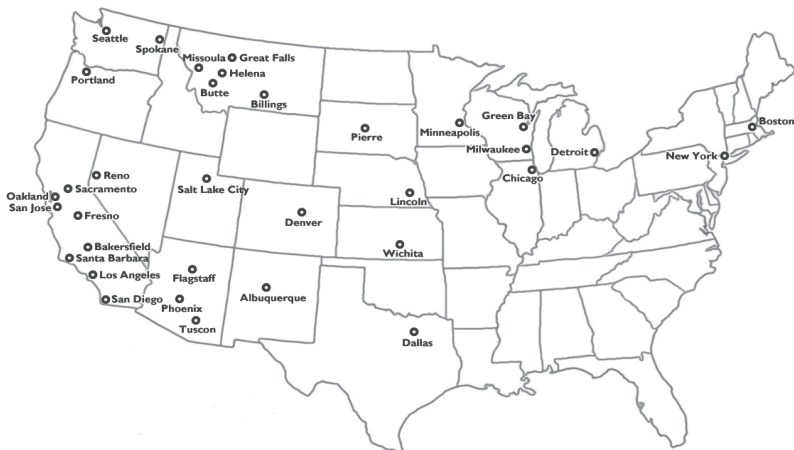 Seattle
Spokane
Missoula
Great Falls
Helena
Portland
Butte
Billings
Pierre
Minneapolis
Green Bay
Milwaukee
Detroit
Boston
New York
Chicago
Reno
Sacramento
Salt Lake City
Oakland
San Jose
Fresno
Lincoln
Denver
Bakersfield
Santa Barbara
Wichita
Los Angeles
Flagstaff
San Diego
Phoenix
Albuquerque
Tuscon
Dallas